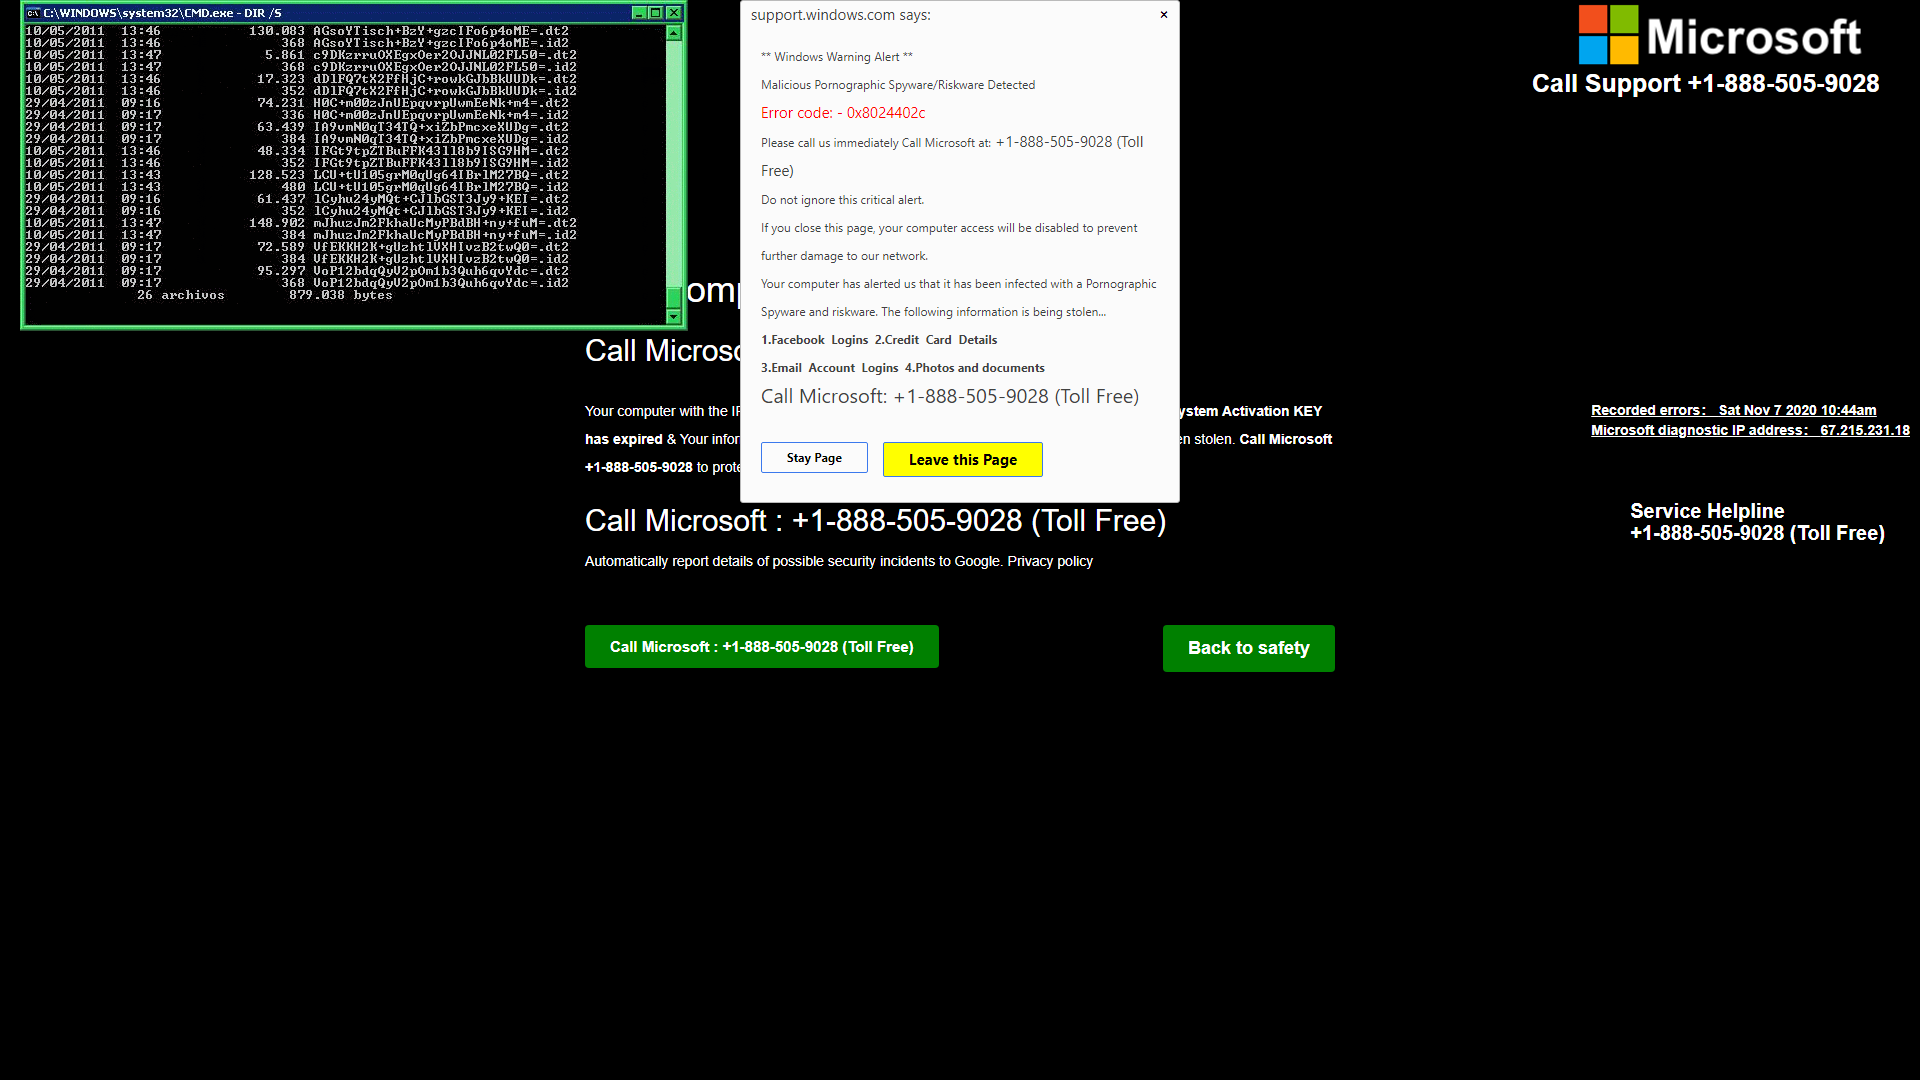 C:\WINDOWS\system32\CMD.exe - DIR /S
10/05/2011 13:46 130.083 AGsoYTisch+BzY+gzcIFo6p4oME=.dt2
10/05/2011 13:46 368 AGsoYTisch+BzY+gzcIFo6p4oME=.id2
10/05/2011 13:47 5.861 c9DKzrruOXEgxOer2OJJNL02FL50=.dt2
10/05/2011 13:47 368 c9DKzrruOXEgxOer2OJJNL02FL50=.id2
10/05/2011 13:46 17.323 dDlFQ7tX2FfHjC+rowkGJbBkUUDk=.dt2
10/05/2011 13:46 352 dDlFQ7tX2FfHjC+rowkGJbBkUUDk=.id2
29/04/2011 09:16 74.231 H0C+m00zJnUEpqvrpUwmEeNk+m4=.dt2
29/04/2011 09:17 336 H0C+m00zJnUEpqvrpUwmEeNk+m4=.id2
29/04/2011 09:17 63.439 IA9vmN0qT34TQ+xiZbPmcxeXUDg=.dt2
29/04/2011 09:17 384 IA9vmN0qT34TQ+xiZbPmcxeXUDg=.id2
10/05/2011 13:46 48.334 IFGt9tpZTBuFFK43ll8b9ISG9HM=.dt2
10/05/2011 13:46 352 IFGt9tpZTBuFFK43ll8b9ISG9HM=.id2
10/05/2011 13:43 128.523 LCU+tU105grM0qUg64IBrlM27BQ=.dt2
10/05/2011 13:43 480 LCU+tU105grM0qUg64IBrlM27BQ=.id2
29/04/2011 09:16 61.437 lCyhu24yMQt+CJlbGST3Jy9+KEI=.dt2
29/04/2011 09:16 352 lCyhu24yMQt+CJlbGST3Jy9+KEI=.id2
10/05/2011 13:47 148.902 mJhuzJm2FkhaUcMyPBdBH+ny+fuM=.dt2
10/05/2011 13:47 384 mJhuzJm2FkhaUcMyPBdBH+ny+fuM=.id2
29/04/2011 09:17 72.589 VfEKKH2K+gUzhtlVXHIvzB2twQ0=.dt2
29/04/2011 09:17 384 VfEKKH2K+gUzhtlVXHIvzB2twQ0=.id2
29/04/2011 09:17 95.297 VoP12bdqQyV2pOm1b3Quh6qvYdc=.dt2
29/04/2011 09:17 368 VoP12bdqQyV2pOm1b3Quh6qvYdc=.id2
26 archivos 879.038 bytes
support.windows.com says:
** Windows Warning Alert **
Malicious Pornographic Spyware/Riskware Detected
Error code: - 0x8024402c
Please call us immediately Call Microsoft at: +1-888-505-9028 (Toll
Free)
Do not ignore this critical alert.
If you close this page, your computer access will be disabled to prevent
further damage to our network.
Your computer has alerted us that it has been infected with a Pornographic
Spyware and riskware. The following information is being stolen...
1.Facebook Logins 2.Credit Card Details
3.Email Account Logins 4.Photos and documents
Call Microsoft: +1-888-505-9028 (Toll Free)
Stay Page
Leave this Page
Microsoft
Call Support +1-888-505-9028
Call
Your computer with the
System Activation KEY
has expired & Your
stolen. Call Microsoft
+1-888-505-9028 to
Call Microsoft : +1-888-505-9028 (Toll Free)
Automatically report details of possible security incidents to Google. Privacy policy
Call Microsoft : +1-888-505-9028 (Toll Free)
Back to safety
Recorded errors: Sat Nov 7 2020 10:44am
Microsoft diagnostic IP address: 67.215.231.18
Service Helpline
+1-888-505-9028 (Toll Free)